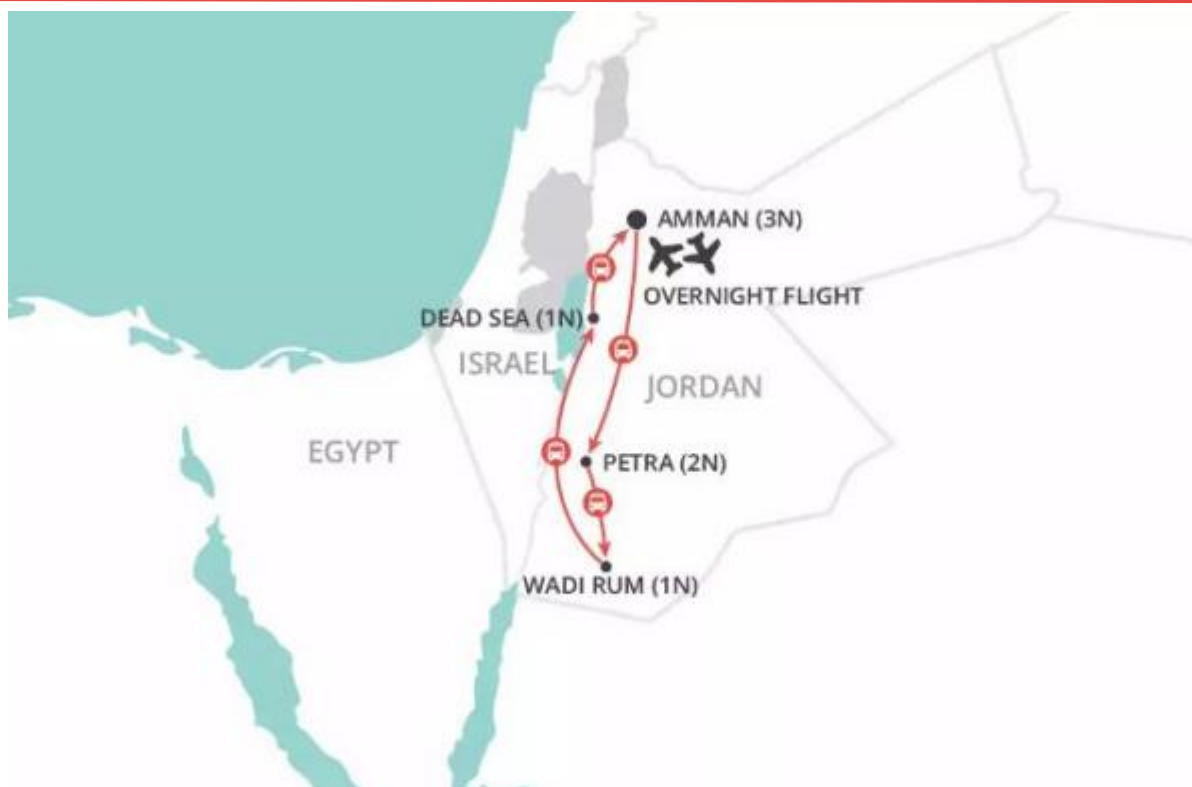 AMMAN (3N)
OVERNIGHT FLIGHT
DEAD SEA (1N)
ISRAEL
JORDAN
EGYPT
PETRA (2N)
WADI RUM (1N)